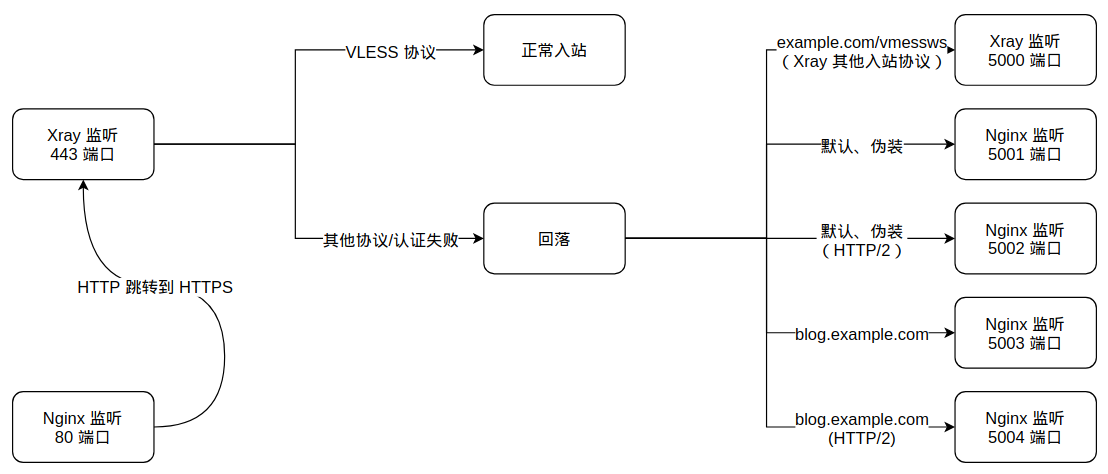 Xray 监听
443 端口
HTTP 跳转到 HTTPS
Nginx 监听
80 端口
VLESS 协议
正常入站
其他协议/认证失败
回落
example.com/vmessws
（Xray 其他入站协议）
Xray 监听
5000 端口
默认、伪装
Nginx 监听
5001 端口
默认、伪装
（HTTP/2）
Nginx 监听
5002 端口
blog.example.com
Nginx 监听
5003 端口
blog.example.com
(HTTP/2)
Nginx 监听
5004 端口